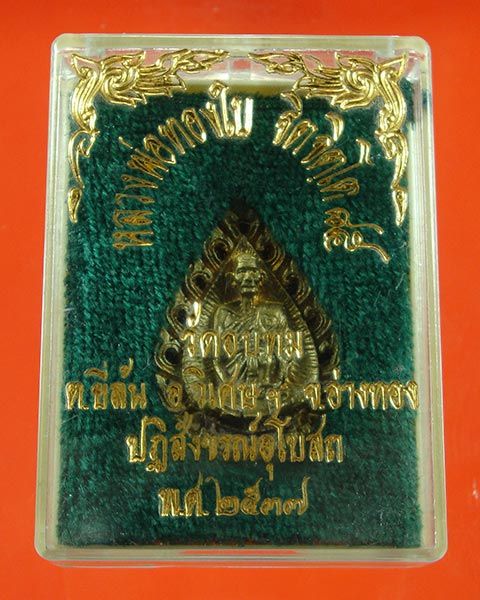 หลวงพ่อทองใบ
วัดอบทม
ต.ยี่ล้น อ.วิเศษฯ จ.อ่างทอง
ปฏิสังขรณ์อุโบสถ
พ.ศ.๒๕๓๗